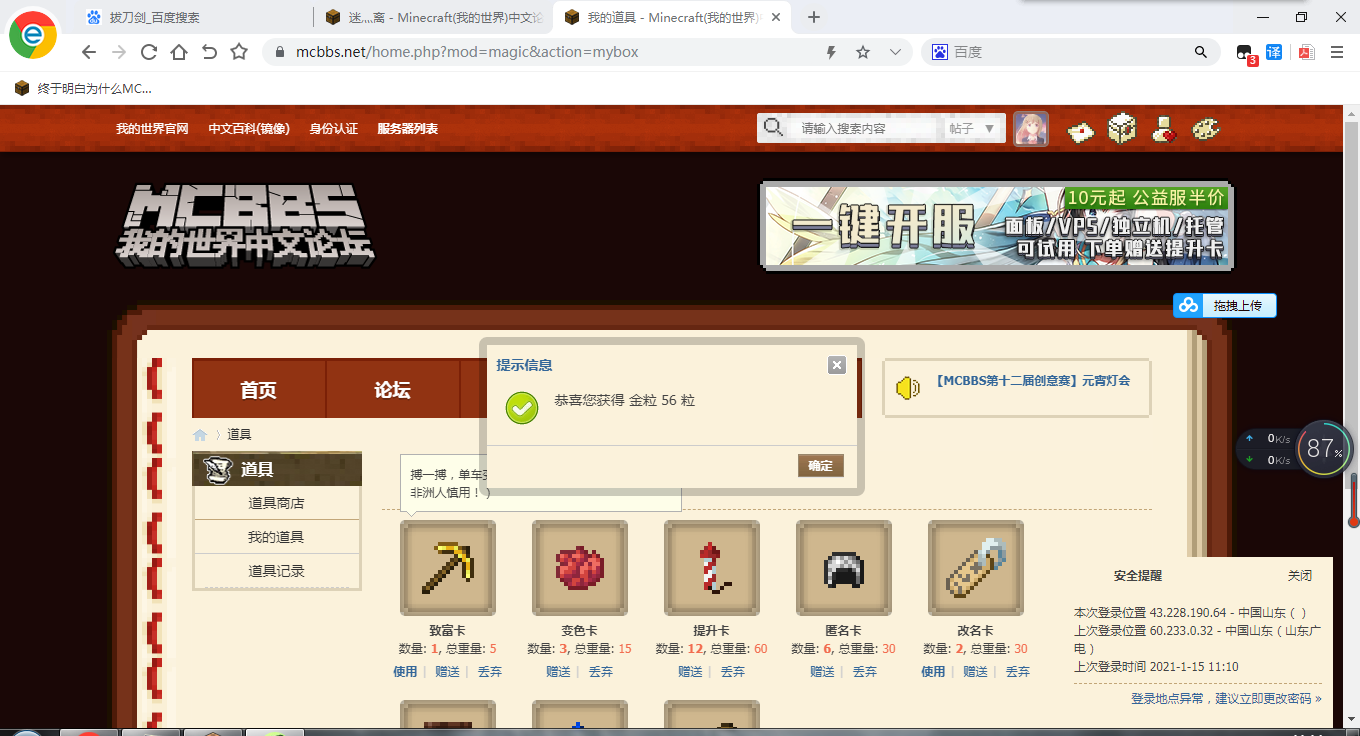 拔刀剑_百度搜索
迷,,,,离 - Minecraft(我的世界)中文论
我的道具 - Minecraft(我的世界)
mcbbs.net/home.php?mod=magic&action=mybox
百度
3
译
终于明白为什么MC...
我的世界官网 中文百科(镜像) 身份认证 服务器列表
请输入搜索内容 帖子
MCBBS
我的世界中文论坛
10元起 公益服半价
一键开服
面板/VPS/独立机/托管
可试用 下单赠送提升卡
拖拽上传
首页 论坛
提示信息
恭喜您获得 金粒 56 粒
确定
【MCBBS第十二届创意赛】元宵灯会
0K/s
0K/s
87%
道具
道具
道具商店
我的道具
道具记录
搏一搏，单车
非洲人慎用！）
致富卡
数量: 1, 总重量: 5
使用 | 赠送 | 丢弃
变色卡
数量: 3, 总重量: 15
赠送 | 丢弃
提升卡
数量: 12, 总重量: 60
赠送 | 丢弃
匿名卡
数量: 6, 总重量: 30
赠送 | 丢弃
改名卡
数量: 2, 总重量: 30
使用 | 赠送 | 丢弃
安全提醒 关闭
本次登录位置 43.228.190.64 - 中国山东（ ）
上次登录位置 60.233.0.32 - 中国山东（山东广
电）
上次登录时间 2021-1-15 11:10
登录地点异常，建议立即更改密码 »